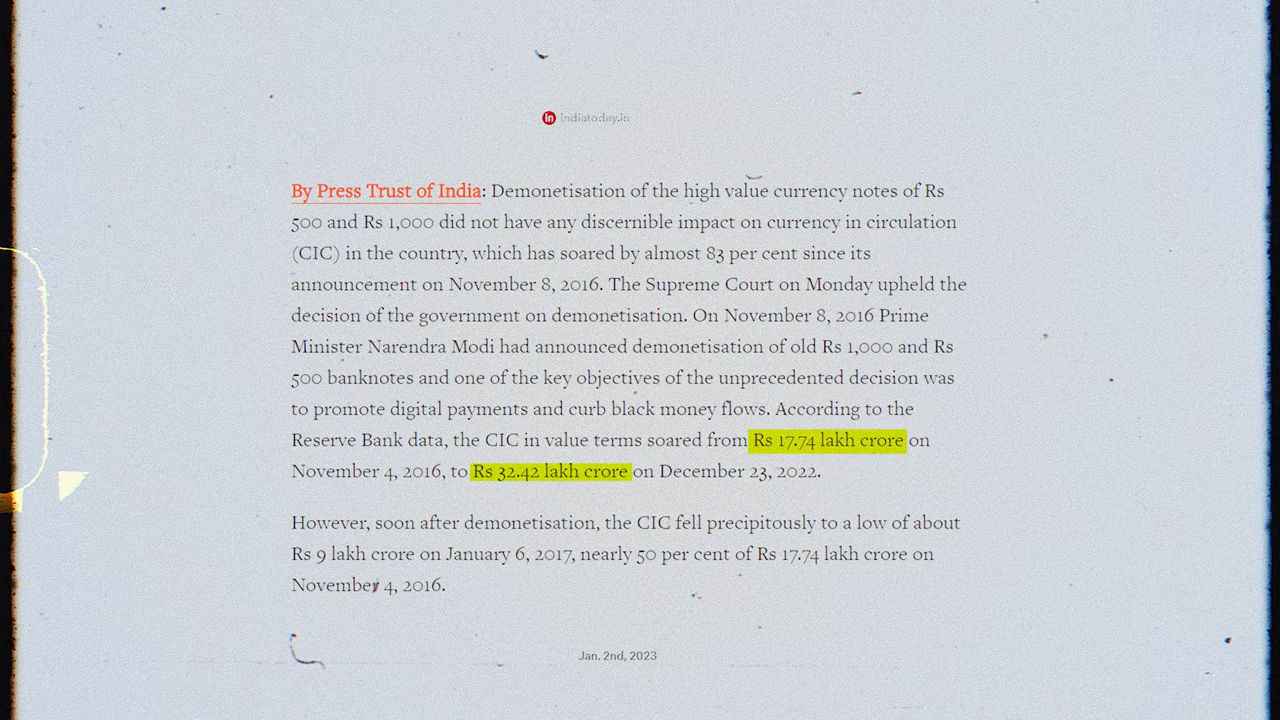 in indiatoday.in
By Press Trust of India: Demonetisation of the high value currency notes of Rs
500 and Rs 1,000 did not have any discernible impact on currency in circulation
(CIC) in the country, which has soared by almost 83 per cent since its
announcement on November 8, 2016. The Supreme Court on Monday upheld the
decision of the government on demonetisation. On November 8, 2016 Prime
Minister Narendra Modi had announced demonetisation of old Rs 1,000 and Rs
500 banknotes and one of the key objectives of the unprecedented decision was
to promote digital payments and curb black money flows. According to the
Reserve Bank data, the CIC in value terms soared from Rs 17.74 lakh crore on
November 4, 2016, to Rs 32.42 lakh crore on December 23, 2022.
However, soon after demonetisation, the CIC fell precipitously to a low of about
Rs 9 lakh crore on January 6, 2017, nearly 50 per cent of Rs 17.74 lakh crore on
November 4, 2016.
Jan. 2nd, 2023